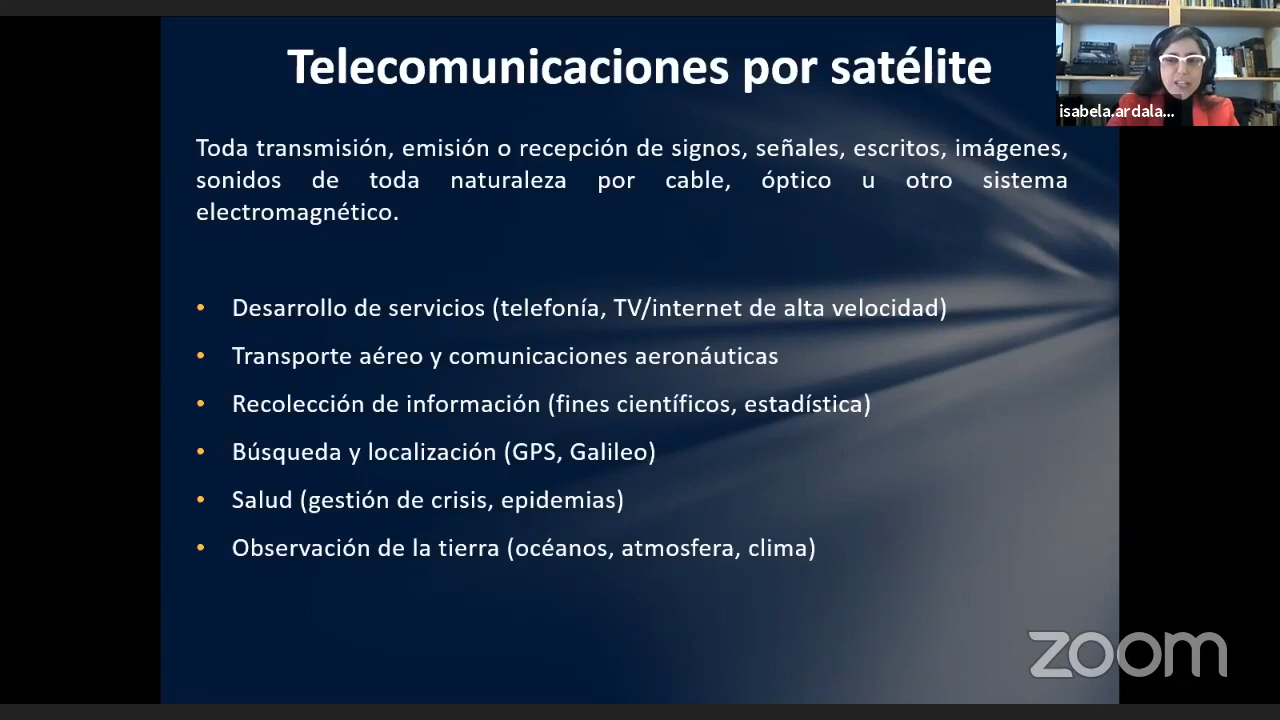 Telecomunicaciones por satélite
isabela.ardala...
Toda transmisión, emisión o recepción de signos, señales, escritos, imágenes,
sonidos de toda naturaleza por cable, óptico u otro sistema
electromagnético.
• Desarrollo de servicios (telefonía, TV/internet de alta velocidad)
• Transporte aéreo y comunicaciones aeronáuticas
• Recolección de información (fines científicos, estadística)
• Búsqueda y localización (GPS, Galileo)
• Salud (gestión de crisis, epidemias)
• Observación de la tierra (océanos, atmosfera, clima)
zoom